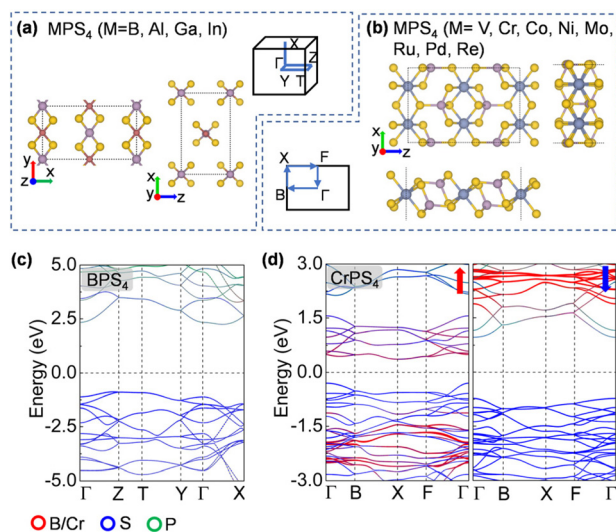 (a) MPS₄ (M=B, Al, Ga, In)
X
Γ
Z
Y
T
y
x
z
x
y
z
(b) MPS₄ (M= V, Cr, Co, Ni, Mo,
Ru, Pd, Re)
x
y
z
X
F
B
Γ
(c)
BPS₄
Energy (eV)
5.0
2.5
0.0
-2.5
-5.0
Γ Z T Y Γ X
(d)
CrPS₄
Energy (eV)
3.0
1.5
0.0
-1.5
-3.0
Γ B X F Γ Γ B X F Γ
B/Cr S P